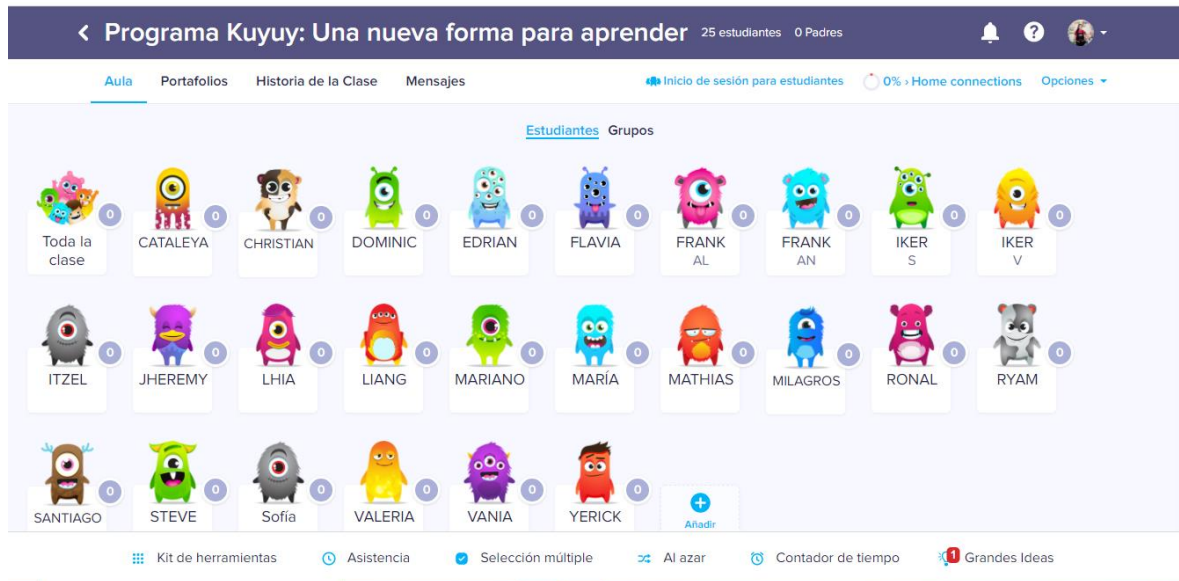 Programa Kuyuy: Una nueva forma para aprender 25 estudiantes 0 Padres
Aula Portafolios Historia de la Clase Mensajes Inicio de sesión para estudiantes 0% › Home connections Opciones
Estudiantes Grupos
0 0 0 0 0 0 0 0 0 0
Toda la clase CATALEYA CHRISTIAN DOMINIC EDRIAN FLAVIA FRANK AL FRANK AN IKER S IKER V
0 0 0 0 0 0 0 0 0 0
ITZEL JHEREMY LHIA LIANG MARIANO MARÍA MATHIAS MILAGROS RONAL RYAM
0 0 0 0 0 0
SANTIAGO STEVE Sofía VALERIA VANIA YERICK Añadir
Kit de herramientas Asistencia Selección múltiple Al azar Contador de tiempo 1 Grandes Ideas